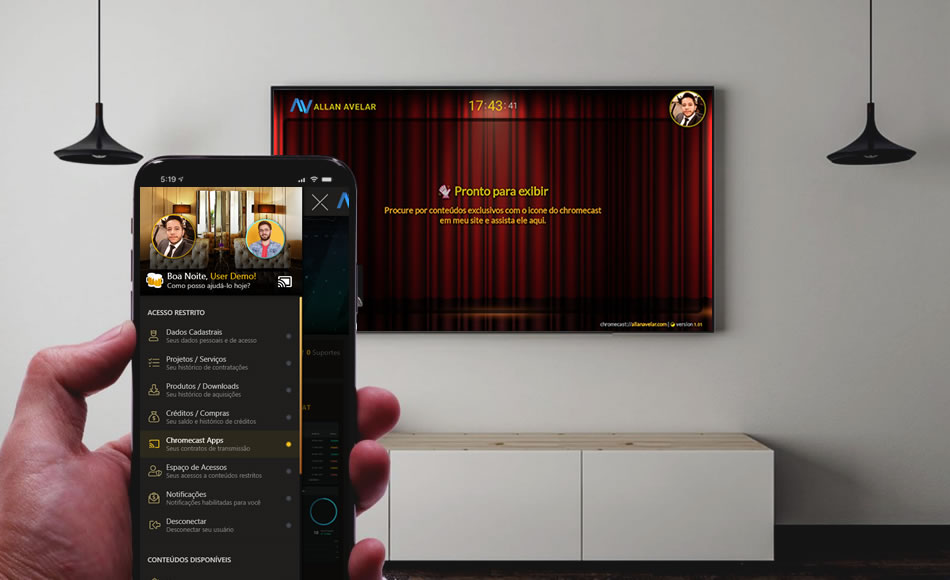 ALLAN AVELAR
17:43:41
Pronto para exibir
Procure por conteúdos exclusivos com o icone do chromecast
em meu site e assista ele aqui.
chromecast://allanavelar.com | version 1.01
5:19
Boa Noite, User Demo!
Como posso ajudá-lo hoje?
ACESSO RESTRITO
Dados Cadastrais
Seus dados pessoais e de acesso
Projetos / Serviços
Seu histórico de contratações
Produtos / Downloads
Seu histórico de aquisições
Créditos / Compras
Seu saldo e histórico de créditos
Chromecast Apps
Seus contratos de transmissão
Espaço de Acessos
Seus acessos a conteúdos restritos
Notificações
Notificações habilitadas para você
Desconectar
Desconectar seu usuário
CONTEÚDOS DISPONÍVEIS
8 Suportes